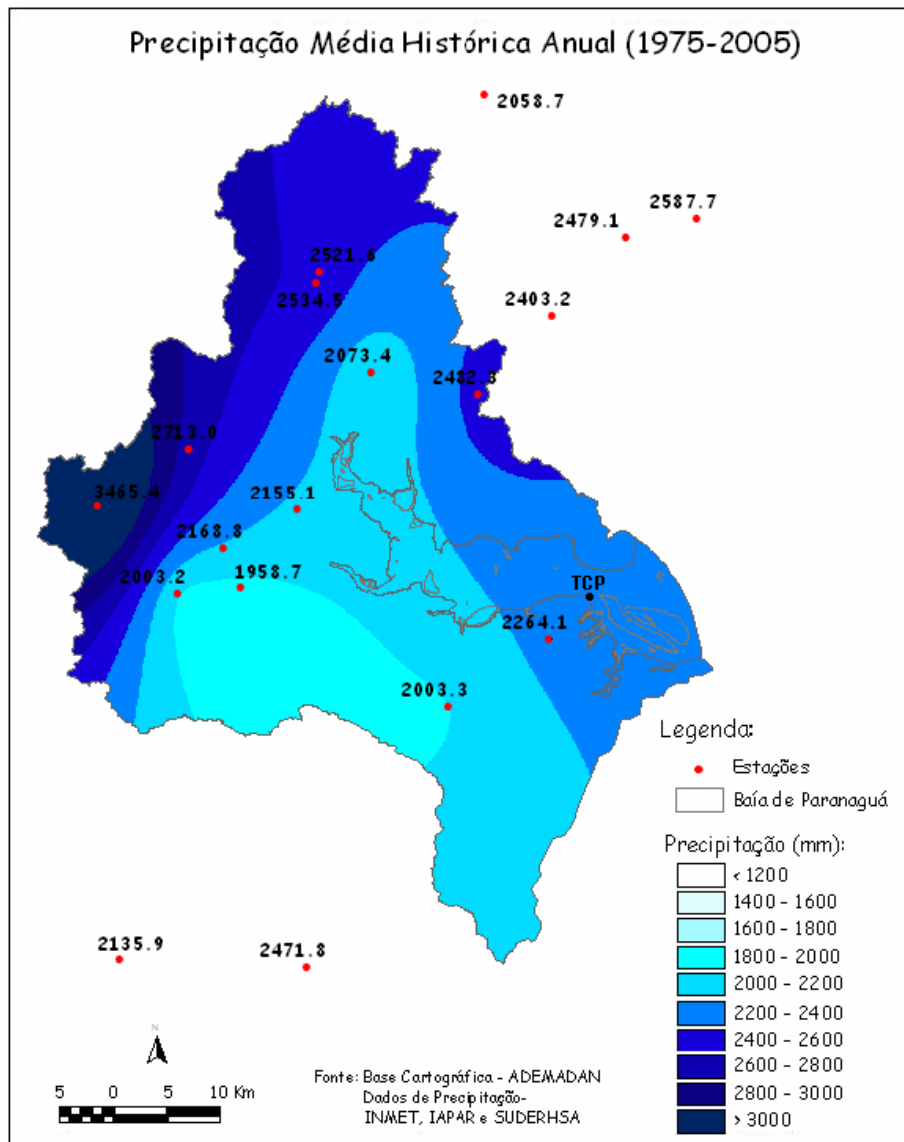 Precipitação Média Histórica Anual (1975-2005)
2058.7
2587.7
2479.1
2521.6
2534.5
2403.2
2073.4
2482.3
2713.0
3465.4
2155.1
2168.8
2003.2
1958.7
TCP
2264.1
2003.3
Legenda:
Estações
Baía de Paranaguá
Precipitação (mm):
< 1200
1400 - 1600
1600 - 1800
1800 - 2000
2000 - 2200
2200 - 2400
2400 - 2600
2600 - 2800
2800 - 3000
> 3000
2135.9
2471.8
N
5 0 5 10 Km
Fonte: Base Cartográfica - ADEMADAN
Dados de Precipitação-
INMET, IAPAR e SUDERHSA